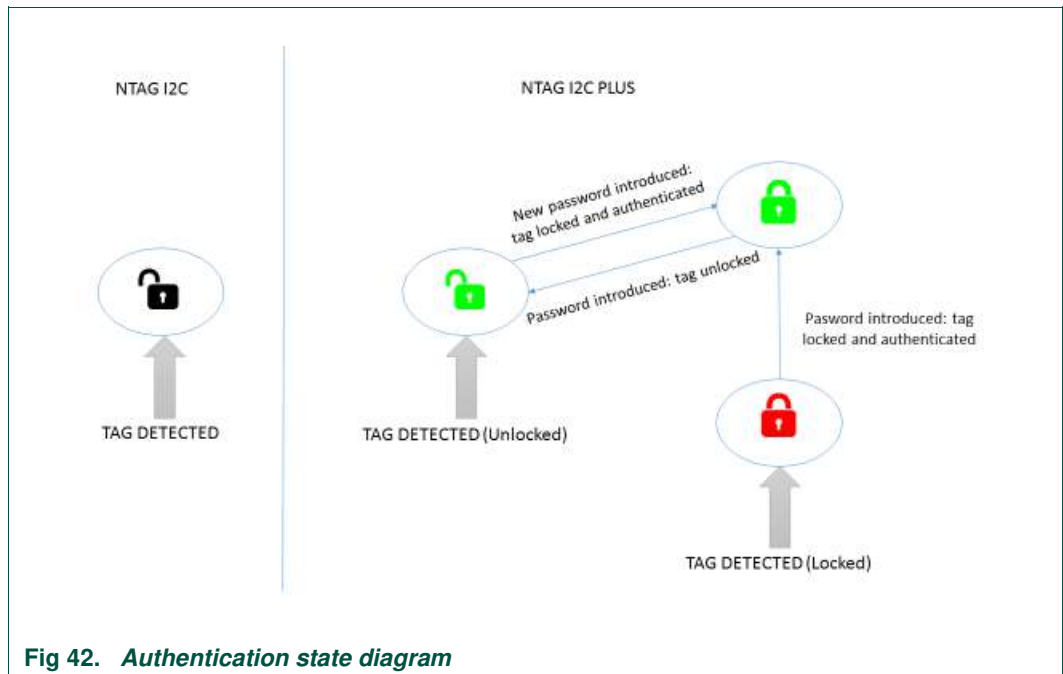 NTAG I2C
NTAG I2C PLUS
New password introduced:
tag locked and authenticated
Password introduced: tag unlocked
Pasword introduced: tag
locked and authenticated
TAG DETECTED
TAG DETECTED (Unlocked)
TAG DETECTED (Locked)
Fig 42. Authentication state diagram